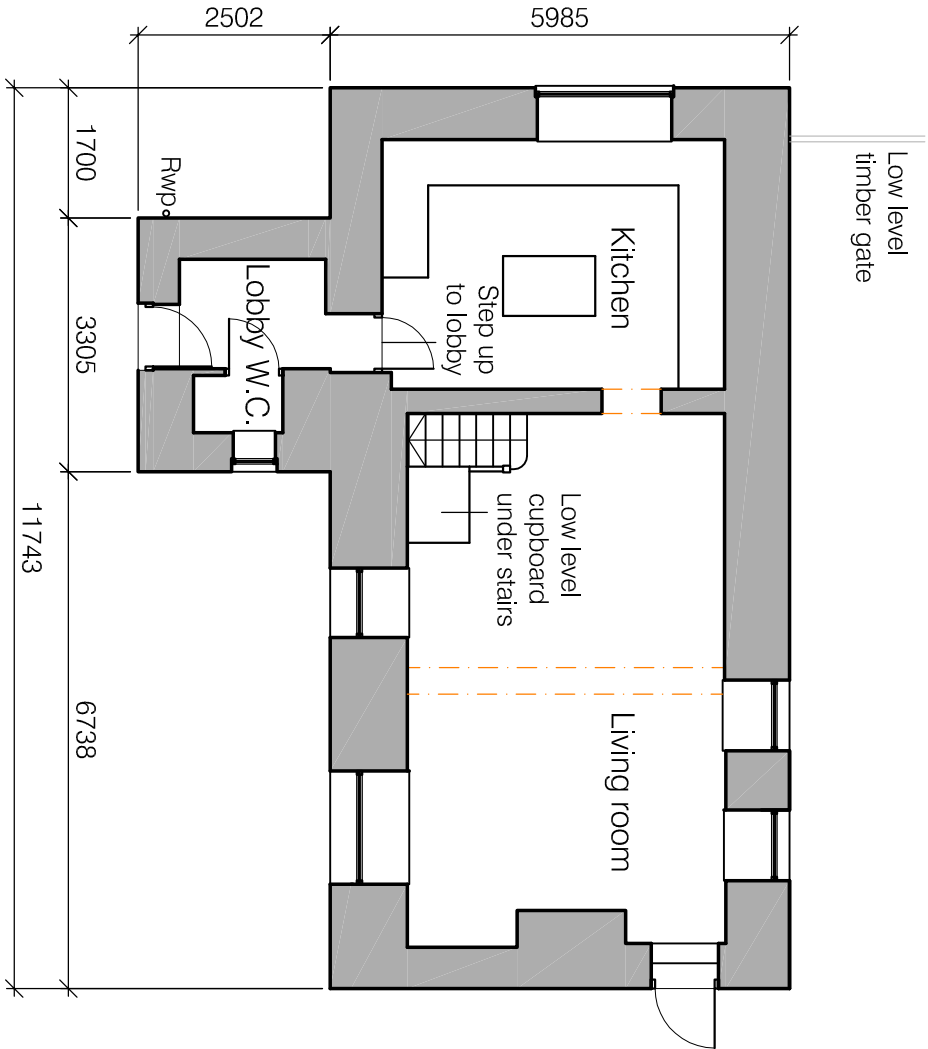 2502
5985
1700
3305
6738
11743
Rwp
Low level
timber gate
Kitchen
Step up
to lobby
Lobby
W.C.
Low level
cupboard
under stairs
Living room